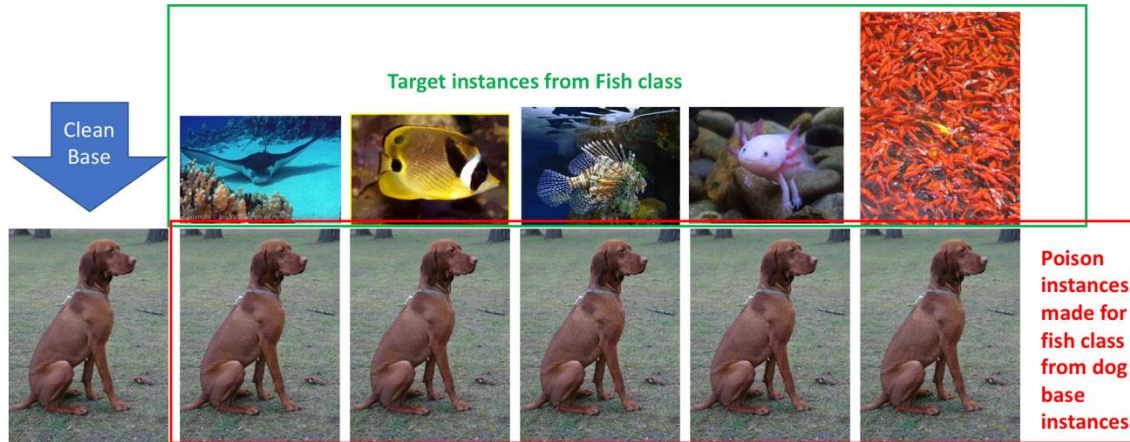 Target instances from Fish class
Clean
Base
Poison
instances
made for
fish class
from dog
base
instances